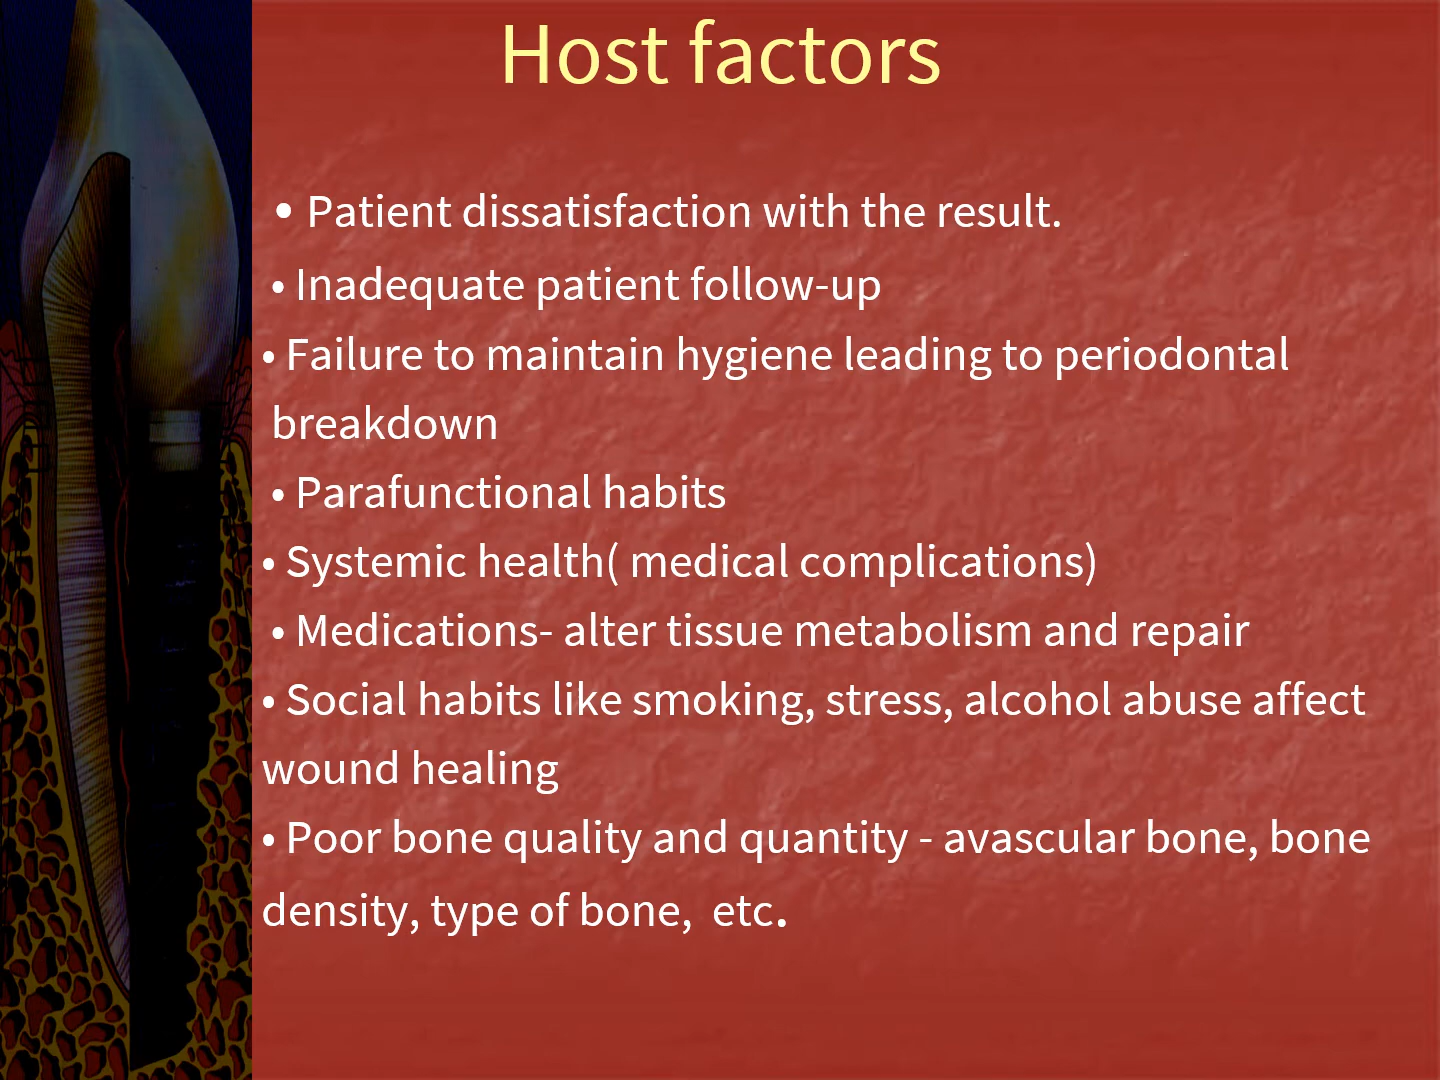 Host factors
• Patient dissatisfaction with the result.
• Inadequate patient follow-up
• Failure to maintain hygiene leading to periodontal
breakdown
• Parafunctional habits
• Systemic health( medical complications)
• Medications- alter tissue metabolism and repair
• Social habits like smoking, stress, alcohol abuse affect
wound healing
• Poor bone quality and quantity - avascular bone, bone
density, type of bone,  etc.